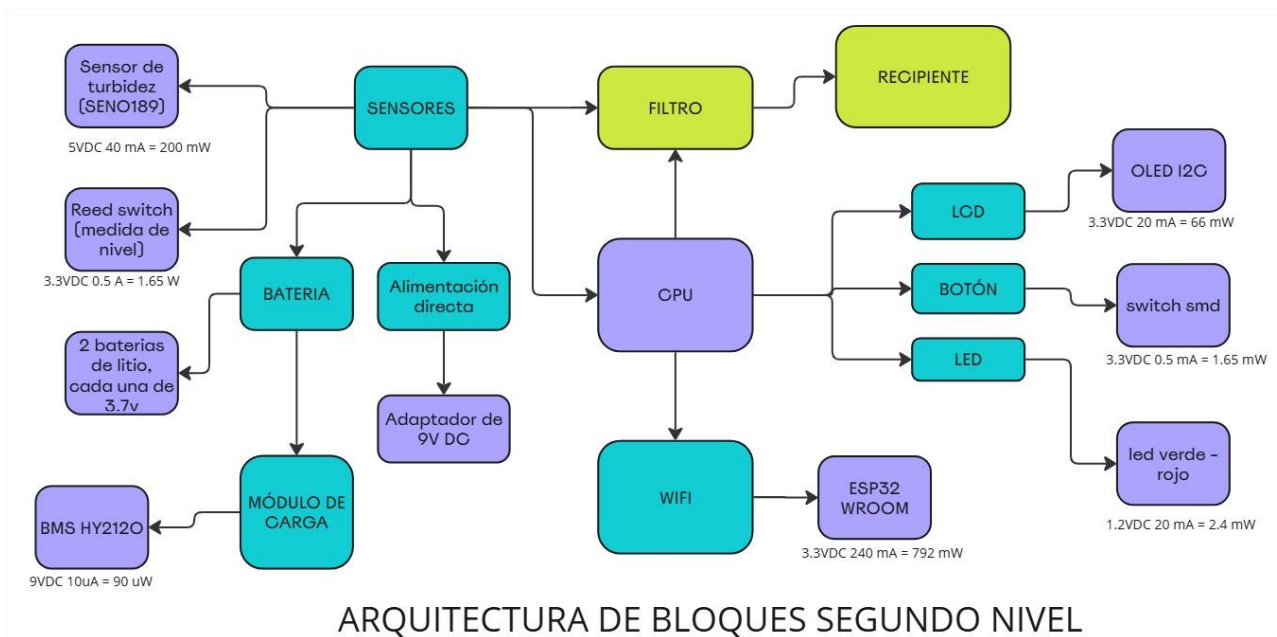 Sensor de
turbidez
(SEN0189)
5VDC 40 mA = 200 mW
SENSORES
FILTRO
RECIPIENTE
Reed switch
(medida de
nivel)
3.3VDC 0.5 A = 1.65 W
BATERIA
Alimentación
directa
CPU
LCD
OLED I2C
3.3VDC 20 mA = 66 mW
BOTÓN
switch smd
3.3VDC 0.5 mA = 1.65 mW
LED
2 baterias
de litio,
cada una de
3.7v
Adaptador de
9V DC
led verde -
rojo
1.2VDC 20 mA = 2.4 mW
MÓDULO DE
CARGA
BMS HY2120
9VDC 10uA = 90 uW
WIFI
ESP32
WROOM
3.3VDC 240 mA = 792 mW
ARQUITECTURA DE BLOQUES SEGUNDO NIVEL